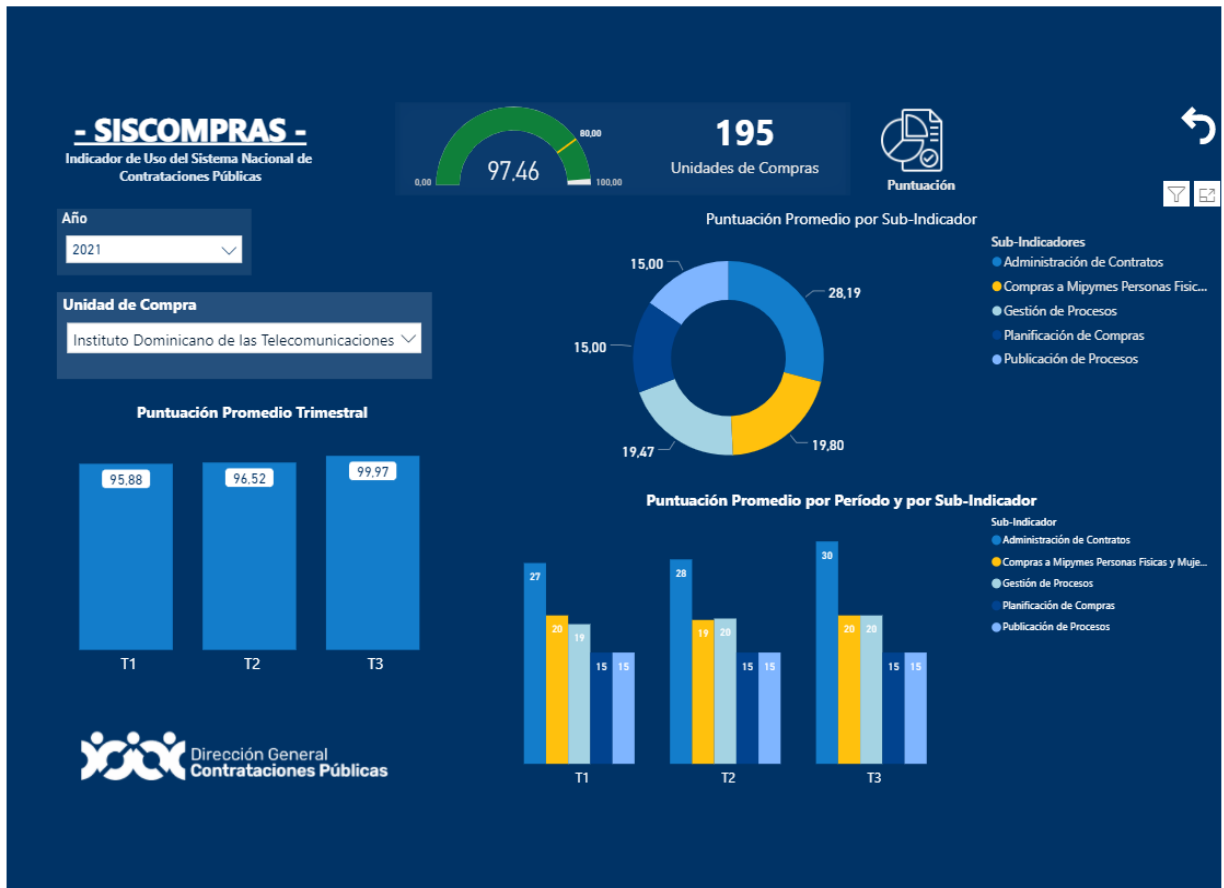 - SISCOMPRAS -
Indicador de Uso del Sistema Nacional de
Contrataciones Públicas
80,00
97,46
0,00
100,00
195
Unidades de Compras
Puntuación
Año
2021
Unidad de Compra
Instituto Dominicano de las Telecomunicaciones
Puntuación Promedio Trimestral
95,88
96,52
99,97
T1
T2
T3
Puntuación Promedio por Sub-Indicador
15,00
28,19
15,00
19,47
19,80
Sub-Indicadores
Administración de Contratos
Compras a Mipymes Personas Fisic...
Gestión de Procesos
Planificación de Compras
Publicación de Procesos
Puntuación Promedio por Período y por Sub-Indicador
27
20
19
15
15
28
19
20
15
15
30
20
20
15
15
T1
T2
T3
Sub-Indicador
Administración de Contratos
Compras a Mipymes Personas Fisicas y Muje...
Gestión de Procesos
Planificación de Compras
Publicación de Procesos
Dirección General
Contrataciones Públicas